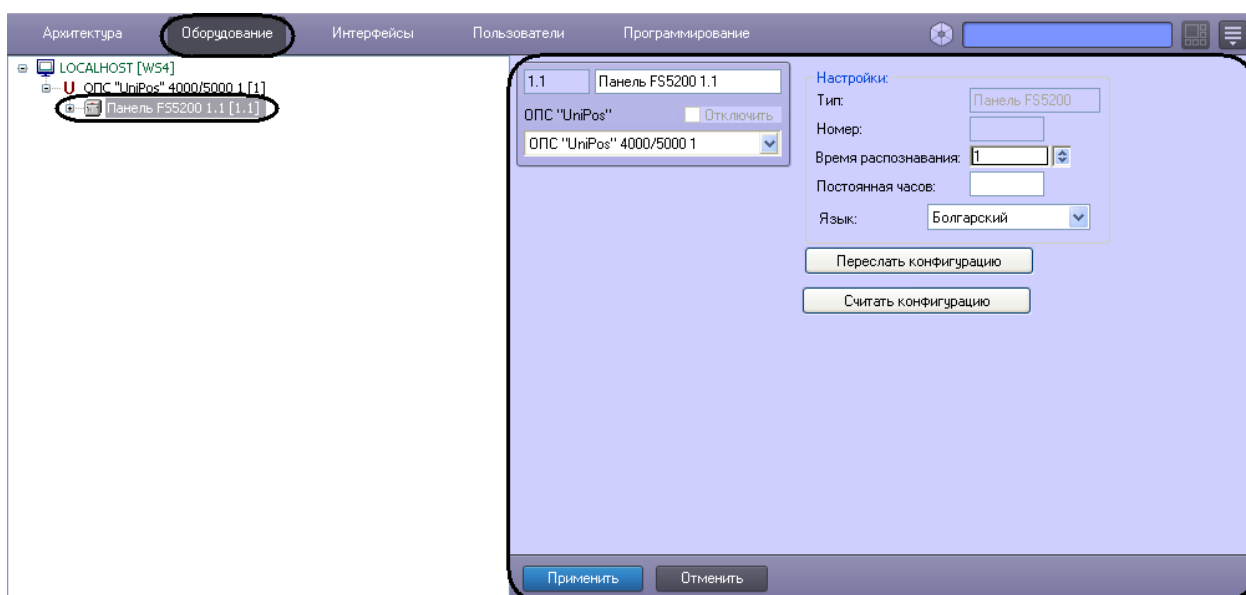 Архитектура Оборудование Интерфейсы Пользователи Программирование
LOCALHOST [WS4]
ОПС "UniPos" 4000/5000 1 [1]
Панель FS5200 1.1 [1.1]
1.1 Панель FS5200 1.1
ОПС "UniPos" Отключить
ОПС "UniPos" 4000/5000 1
Настройки:
Тип: Панель FS5200
Номер:
Время распознавания: 1
Постоянная часов:
Язык: Болгарский
Переслать конфигурацию
Считать конфигурацию
Применить Отменить